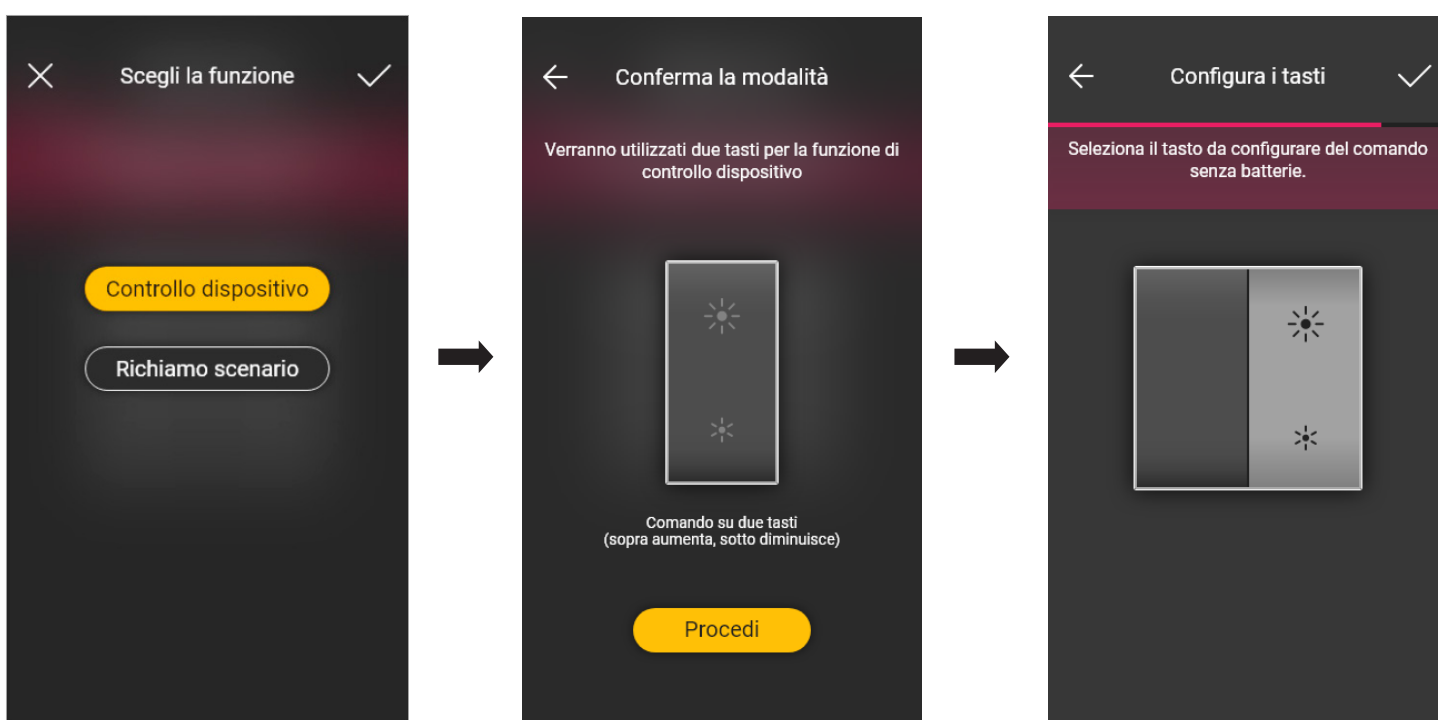 Scegli la funzione
Controllo dispositivo
Richiamo scenario
Conferma la modalità
Verranno utilizzati due tasti per la funzione di
controllo dispositivo
Comando su due tasti
(sopra aumenta, sotto diminuisce)
Procedi
Configura i tasti
Seleziona il tasto da configurare del comando
senza batterie.